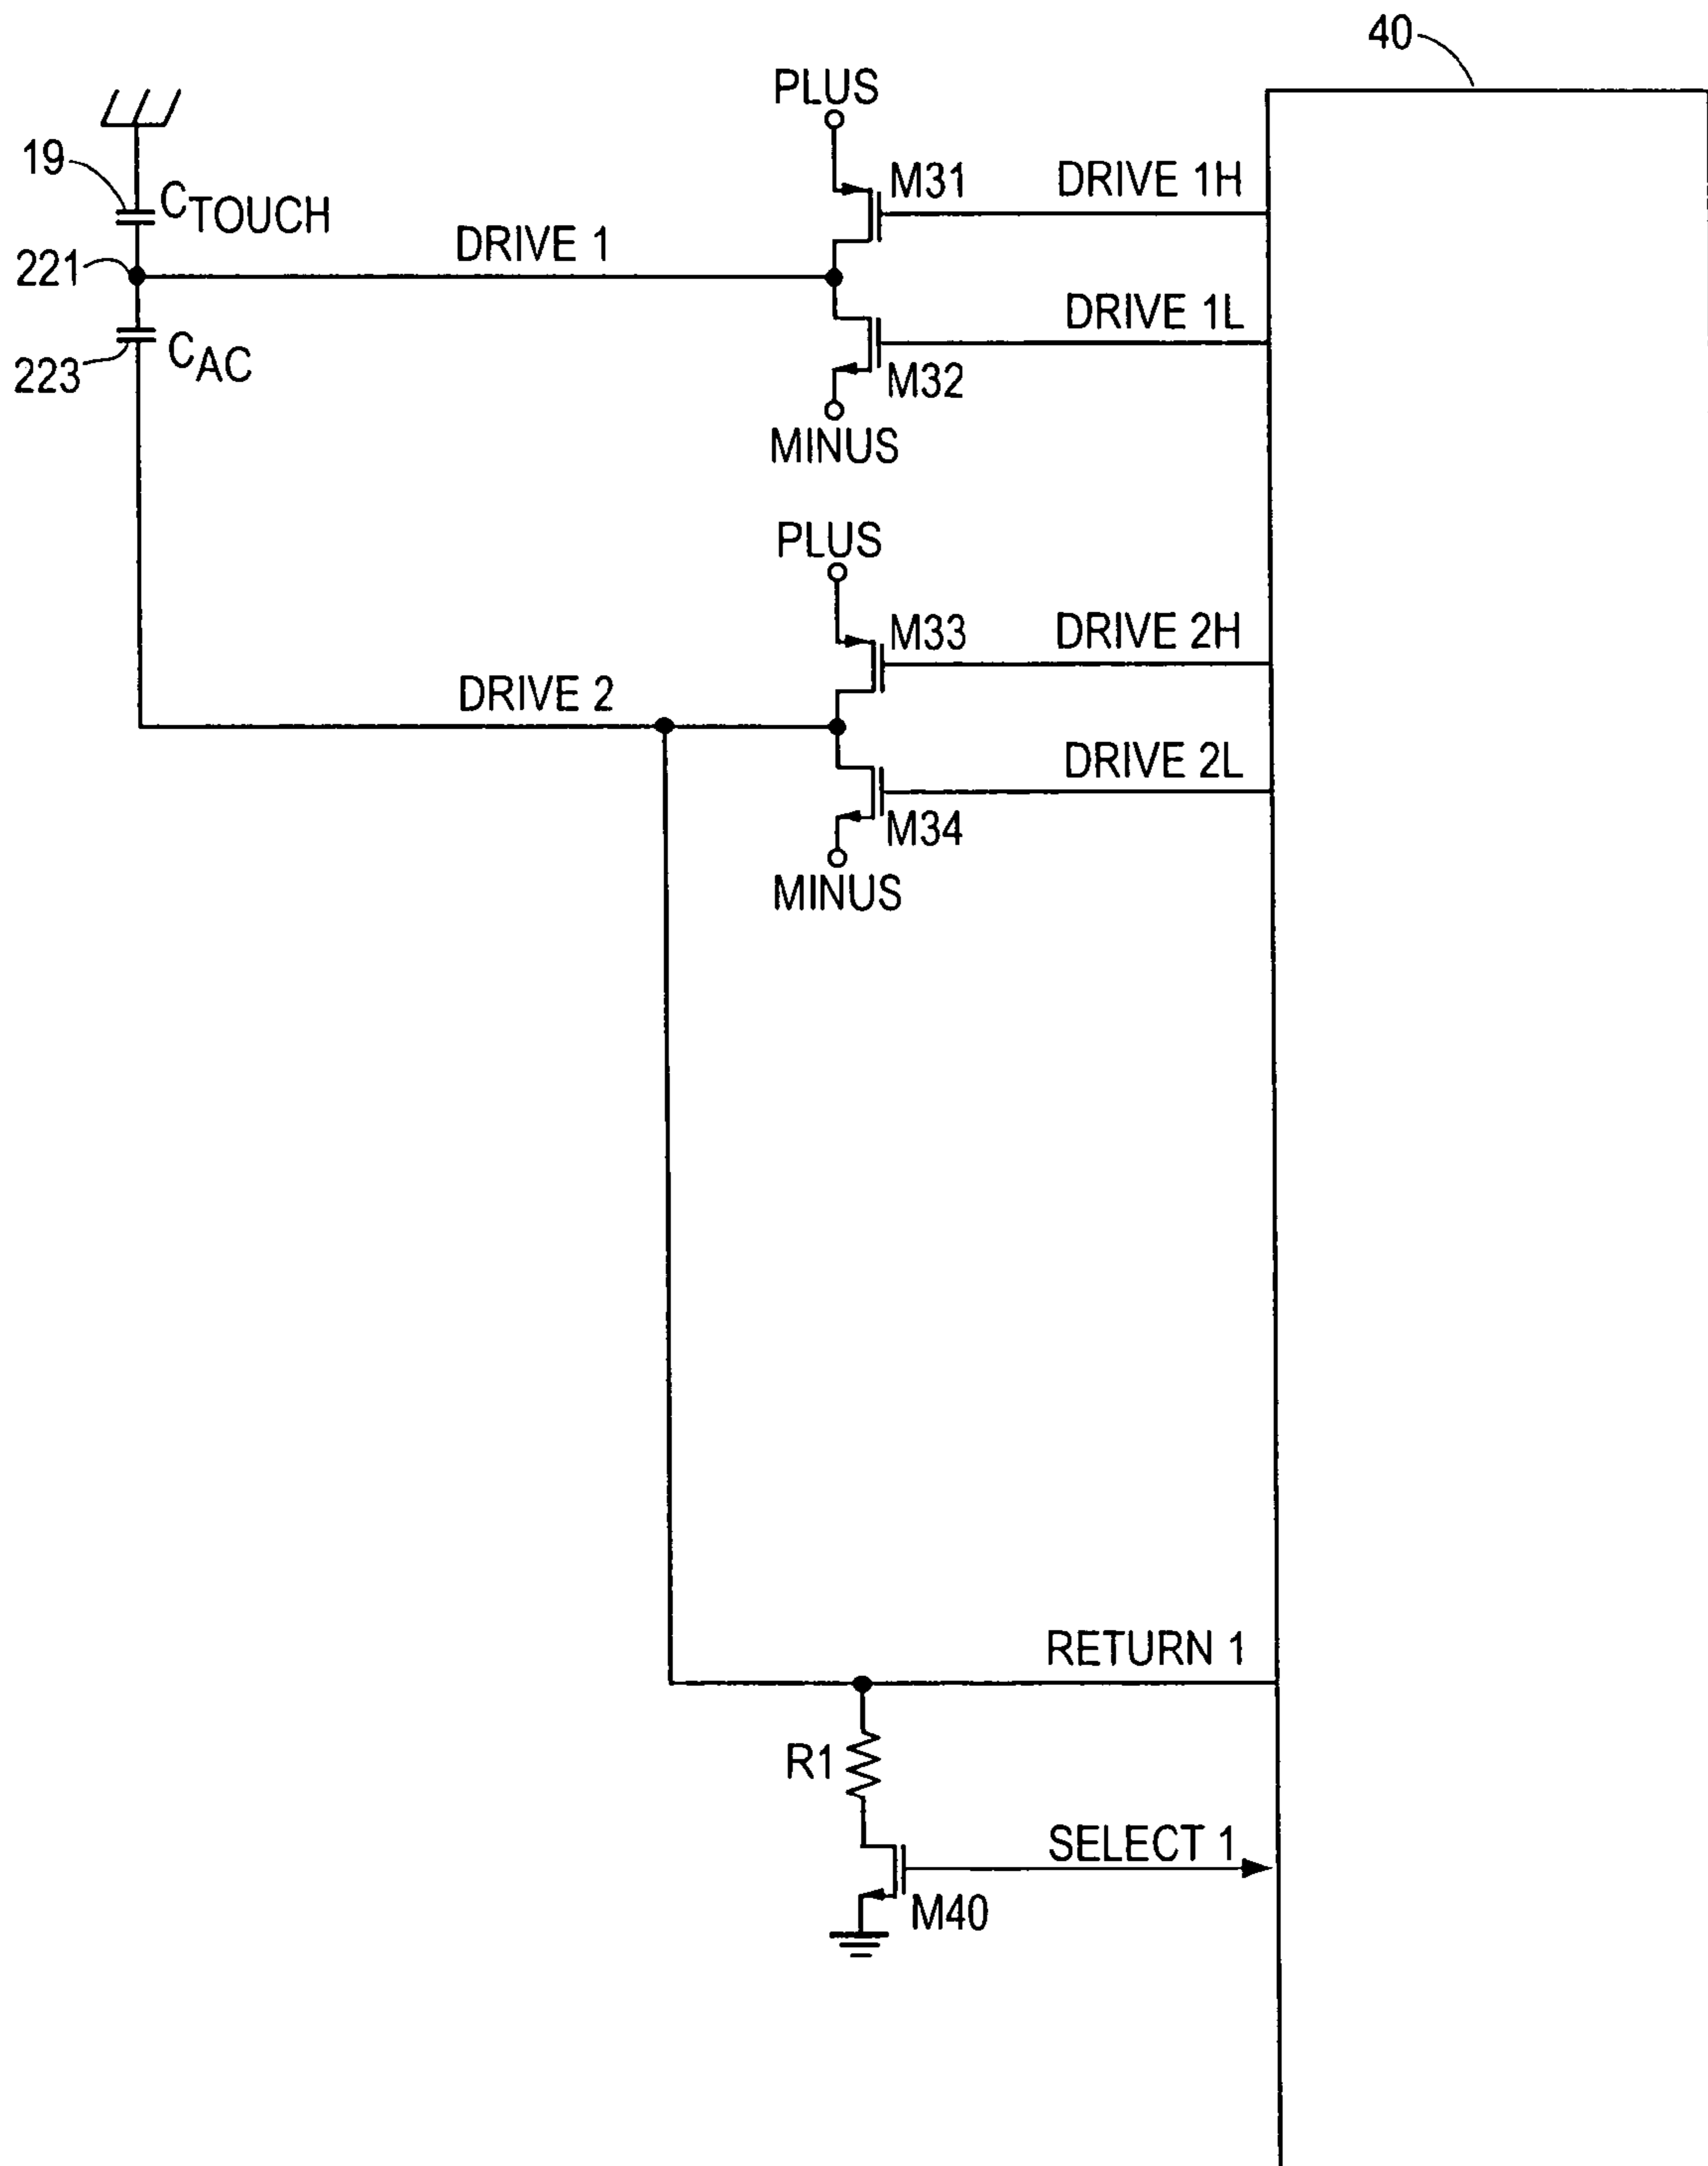 40
PLUS
19
CTOUCH
M31
DRIVE 1H
221
DRIVE 1
DRIVE 1L
223
CAC
M32
MINUS
PLUS
M33
DRIVE 2H
DRIVE 2
DRIVE 2L
M34
MINUS
RETURN 1
R1
SELECT 1
M40